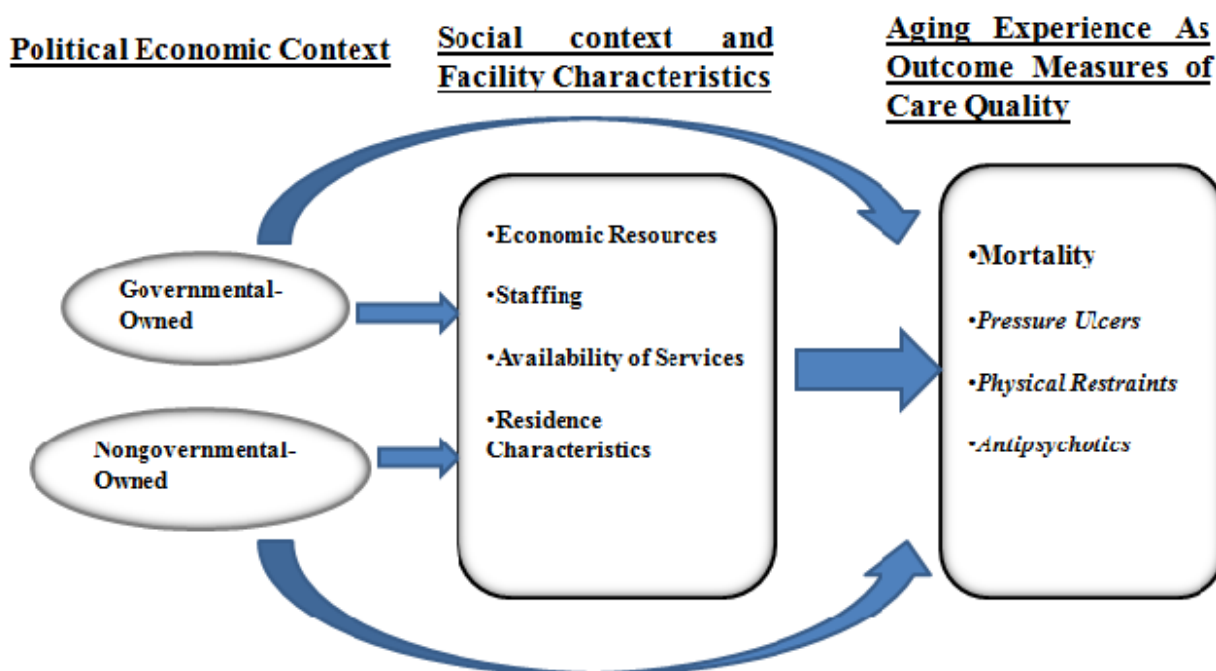 Political Economic Context
Social context and
Facility Characteristics
Aging Experience As
Outcome Measures of
Care Quality
Governmental-
Owned
Nongovernmental-
Owned
•Economic Resources
•Staffing
•Availability of Services
•Residence
Characteristics
•Mortality
•Pressure Ulcers
•Physical Restraints
•Antipsychotics